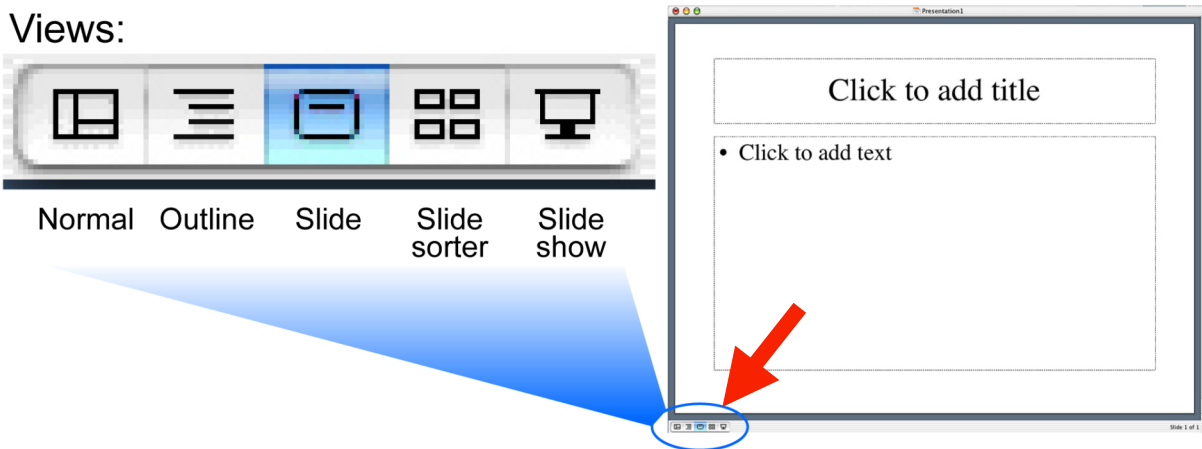 Views:
Normal
Outline
Slide
Slide
sorter
Slide
show
Presentation1
Click to add title
• Click to add text
Slide 1 of 1